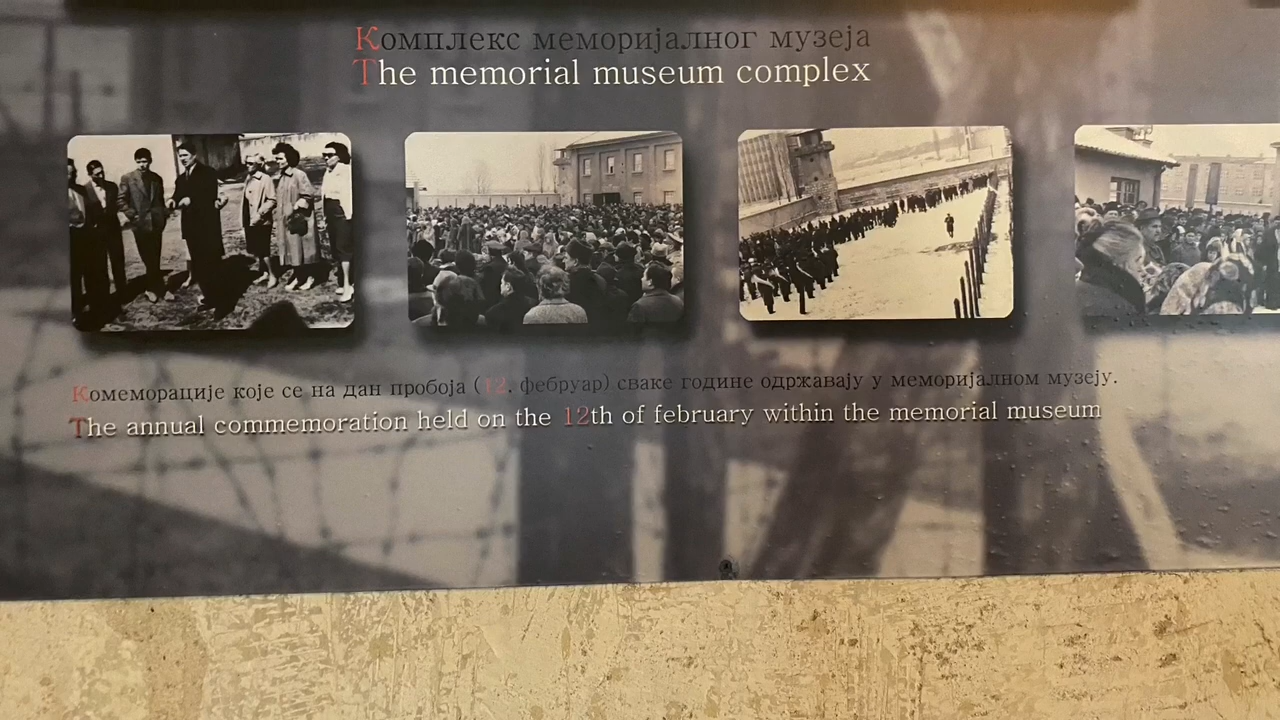 Комплекс меморијалног музеја
The memorial museum complex
Комеморације које се на дан пробоја (12. фебруар) сваке године одржавају у меморијалном музеју.
The annual commemoration held on the 12th of february within the memorial museum